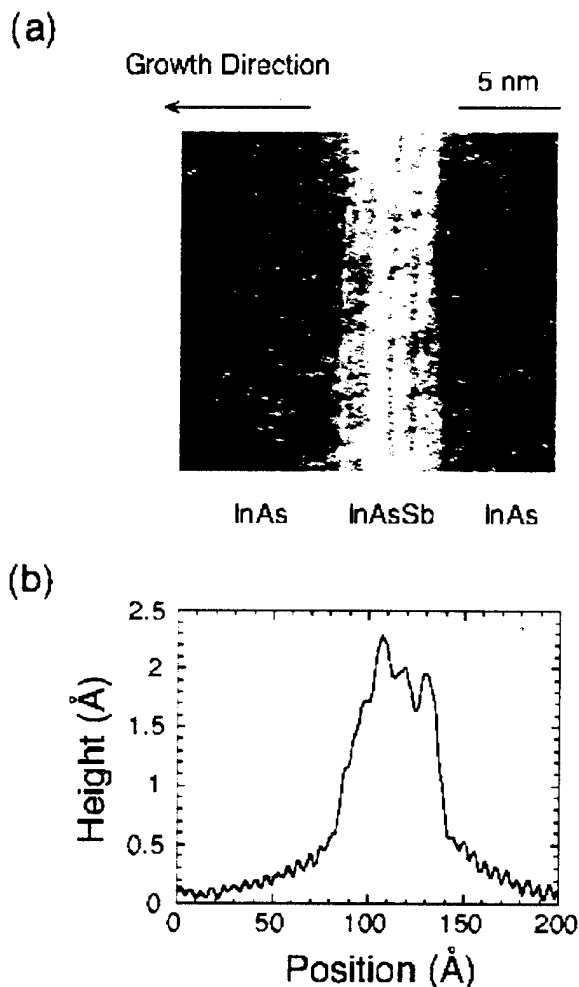 (a)
Growth Direction
5 nm
InAs InAsSb InAs
(b)
2.5
2
1.5
1
0.5
0
Height (Å)
0 50 100 150 200
Position (Å)